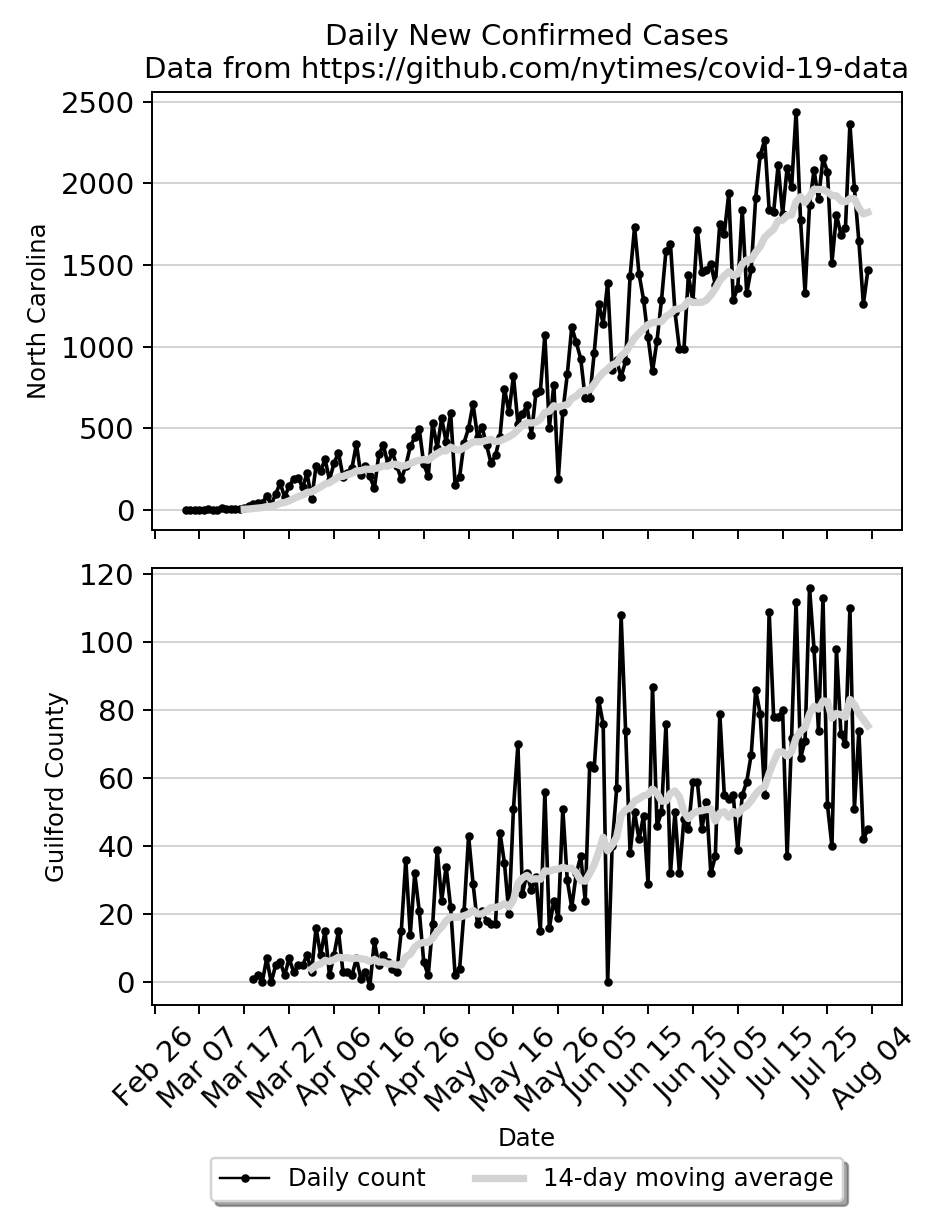 Daily New Confirmed Cases
Data from https://github.com/nytimes/covid-19-data
2500
2000
1500
1000
500
0
North Carolina
120
100
80
60
40
20
0
Guilford County
Feb 26
Mar 07
Mar 17
Mar 27
Apr 06
Apr 16
Apr 26
May 06
May 16
May 26
Jun 05
Jun 15
Jun 25
Jul 05
Jul 15
Jul 25
Aug 04
Date
Daily count
14-day moving average